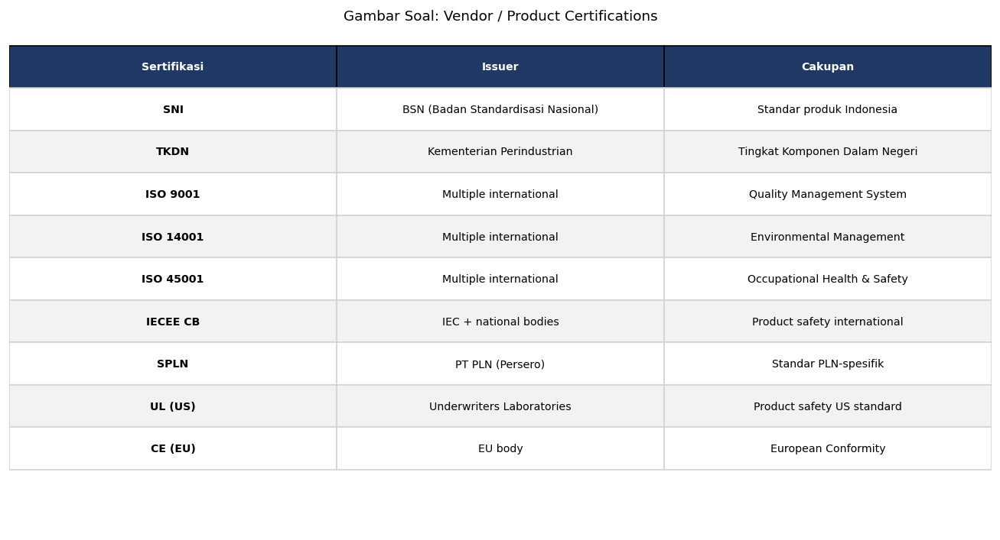 Gambar Soal: Vendor / Product Certifications
Sertifikasi Issuer Cakupan
SNI BSN (Badan Standardisasi Nasional) Standar produk Indonesia
TKDN Kementerian Perindustrian Tingkat Komponen Dalam Negeri
ISO 9001 Multiple international Quality Management System
ISO 14001 Multiple international Environmental Management
ISO 45001 Multiple international Occupational Health & Safety
IECEE CB IEC + national bodies Product safety international
SPLN PT PLN (Persero) Standar PLN-spesifik
UL (US) Underwriters Laboratories Product safety US standard
CE (EU) EU body European Conformity